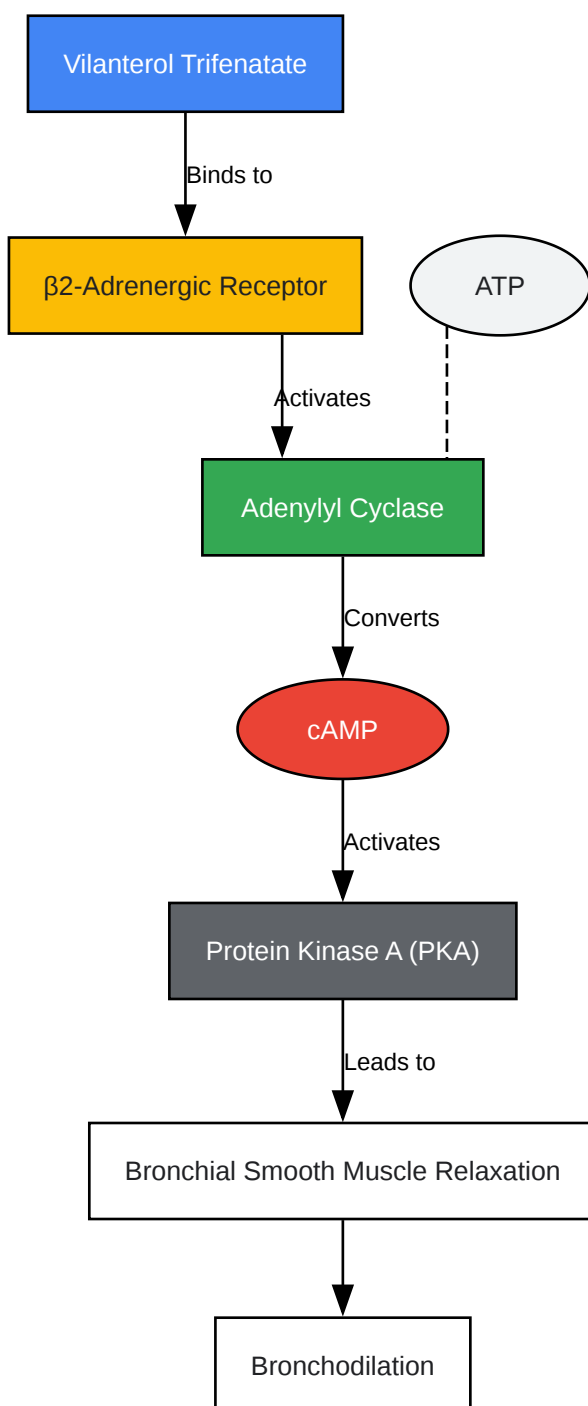 Vilanterol Trifenatate
Binds to
β2-Adrenergic Receptor
ATP
Activates
Adenylyl Cyclase
Converts
cAMP
Activates
Protein Kinase A (PKA)
Leads to
Bronchial Smooth Muscle Relaxation
Bronchodilation